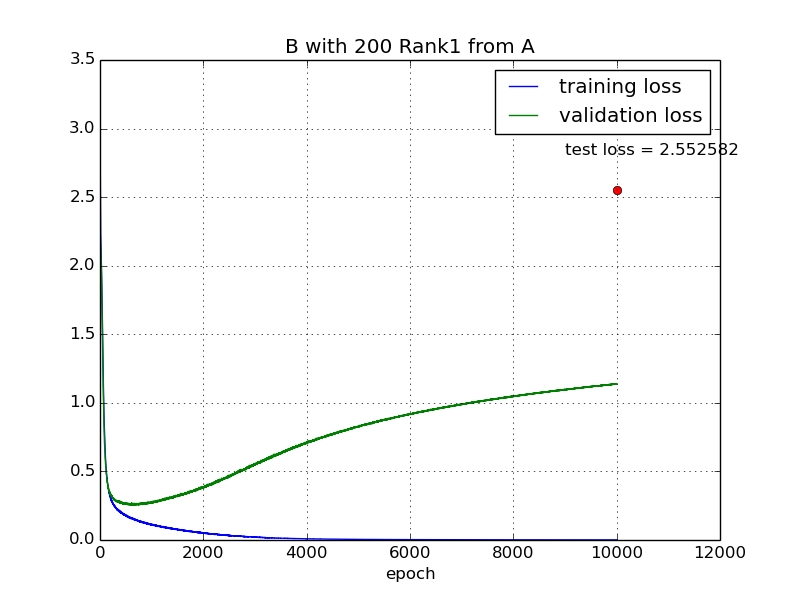 B with 200 Rank1 from A
3.5
3.0
2.5
2.0
1.5
1.0
0.5
0.0
training loss
validation loss
test loss = 2.552582
0 2000 4000 6000 8000 10000 12000
epoch